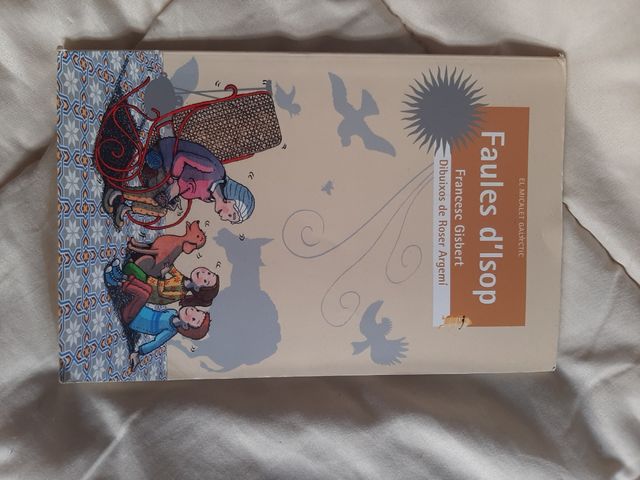 EL MICALET GALÀCTIC
Faules d'Isop
Francesc Gisbert
Dibuixos de Roser Argemí